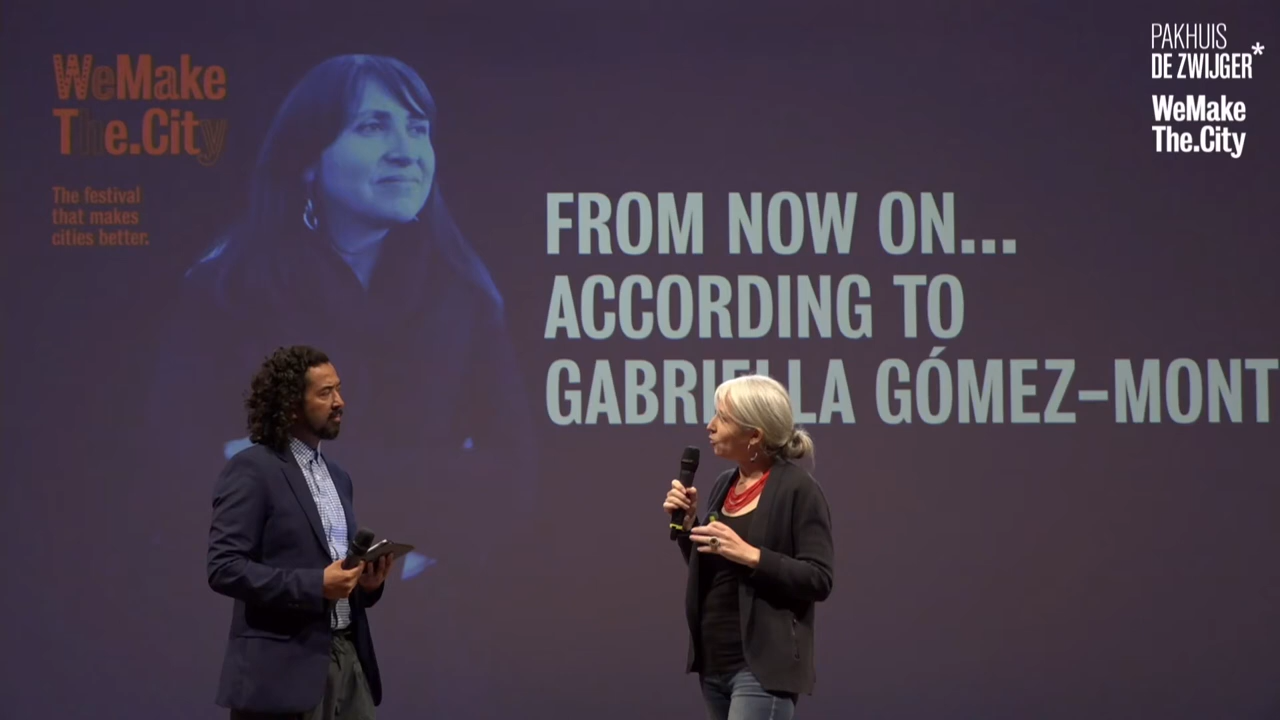 WeMake
The.City
The festival
that makes
cities better.
FROM NOW ON...
ACCORDING TO
GABRIELLA GÓMEZ-MONT
PAKHUIS
DE ZWIJGER*
WeMake
The.City